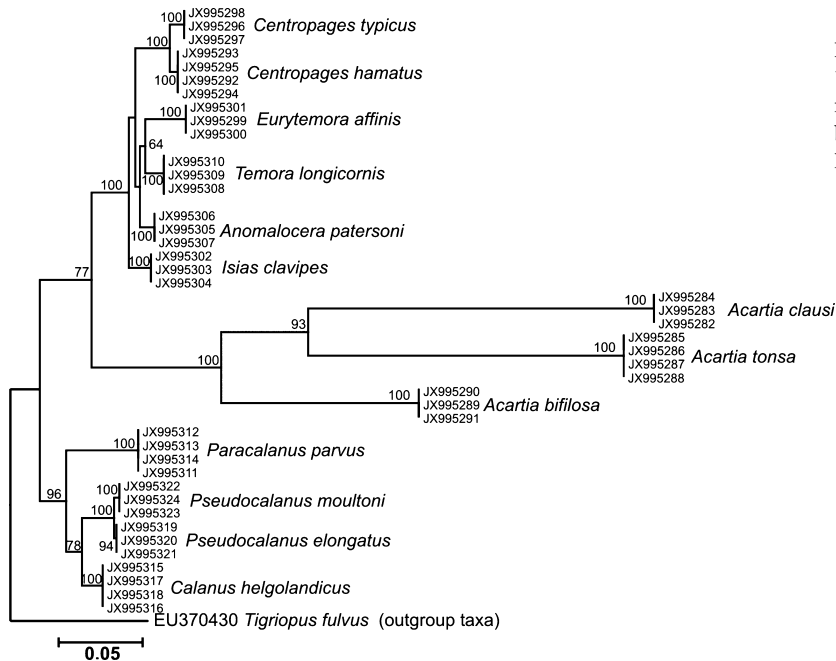 JX995298
100
JX995296
Centropages typicus
JX995297
100
JX995293
JX995295
Centropages hamatus
100
JX995292
JX995294
JX995301
100
JX995299
Eurytemora affinis
JX995300
64
JX995310
JX995309
Temora longicornis
100
JX995308
100
JX995306
JX995305
Anomalocera patersoni
100
JX995307
JX995302
100
JX995303
Isias clavipes
JX995304
77
JX995284
100
JX995283
Acartia clausi
JX995282
93
JX995285
100
JX995286
Acartia tonsa
JX995287
JX995288
100
JX995290
100
JX995289
Acartia bifilosa
JX995291
JX995312
100
JX995313
Paracalanus parvus
JX995314
JX995311
96
JX995322
100
JX995324
Pseudocalanus moultoni
JX995323
100
JX995319
JX995320
Pseudocalanus elongatus
94
JX995321
78
JX995315
100
JX995317
Calanus helgolandicus
JX995318
JX995316
EU370430 Tigriopus fulvus (outgroup taxa)
0.05